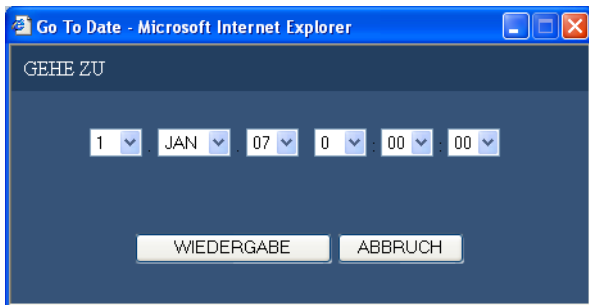 Go To Date - Microsoft Internet Explorer
GEHE ZU
1 . JAN . 07 0 : 00 : 00
WIEDERGABE ABBRUCH